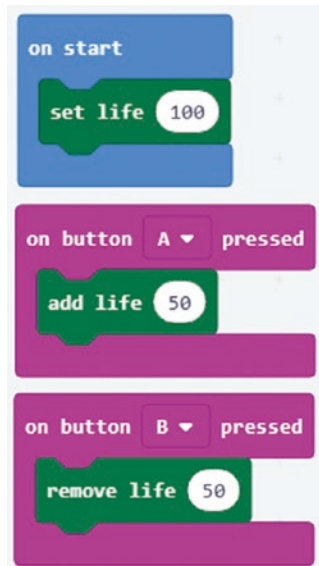 on start
set life 100
on button A pressed
add life 50
on button B pressed
remove life 50